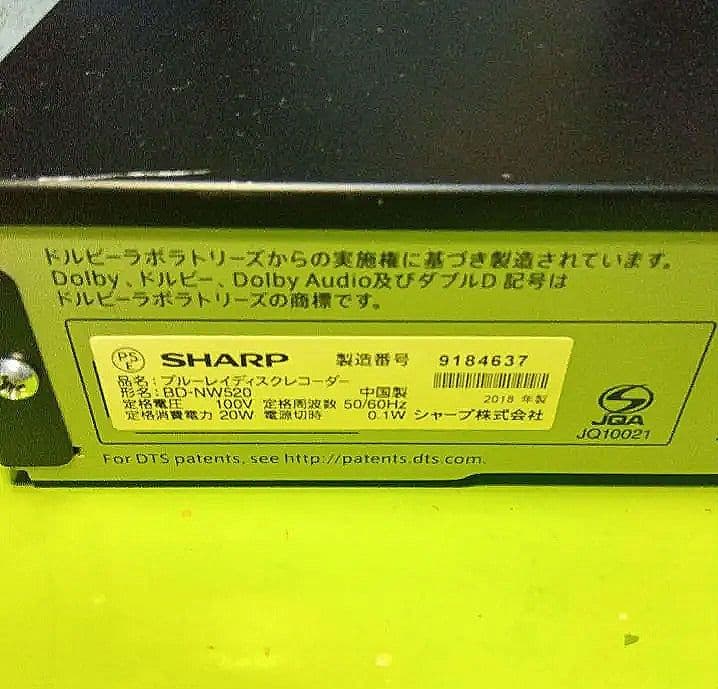 ドルビーラボラトリーズからの実施権に基づき製造されています。
Dolby、ドルビー、Dolby Audio及びダブルD 記号は
ドルビーラボラトリーズの商標です。
PS
E
SHARP 製造番号 9184637
品名:ブルーレイディスクレコーダー
形名:BD-NW520 中国製 2018 年製
定格電圧 100V 定格周波数 50/60Hz
定格消費電力 20W 電源切時 0.1W シャープ株式会社
JQA
JQ10021
For DTS patents, see http://patents.dts.com.